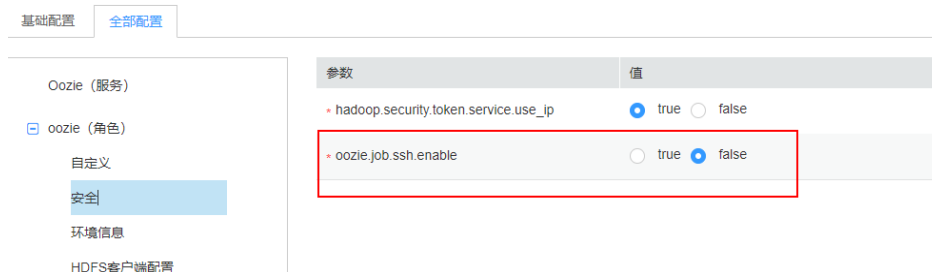 基础配置 全部配置
Oozie（服务）
oozie（角色）
自定义
安全
环境信息
HDFS客户端配置
参数 值
* hadoop.security.token.service.use_ip true false
* oozie.job.ssh.enable true false